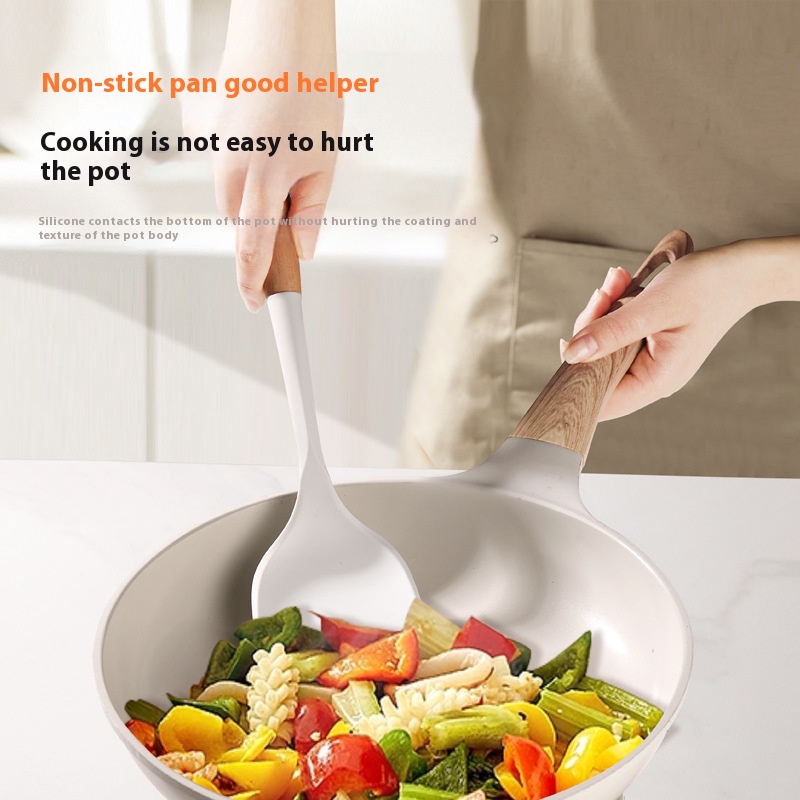 Non-stick pan good helper
Cooking is not easy to hurt
the pot
Silicone contacts the bottom of the pot without hurting the coating and
texture of the pot body